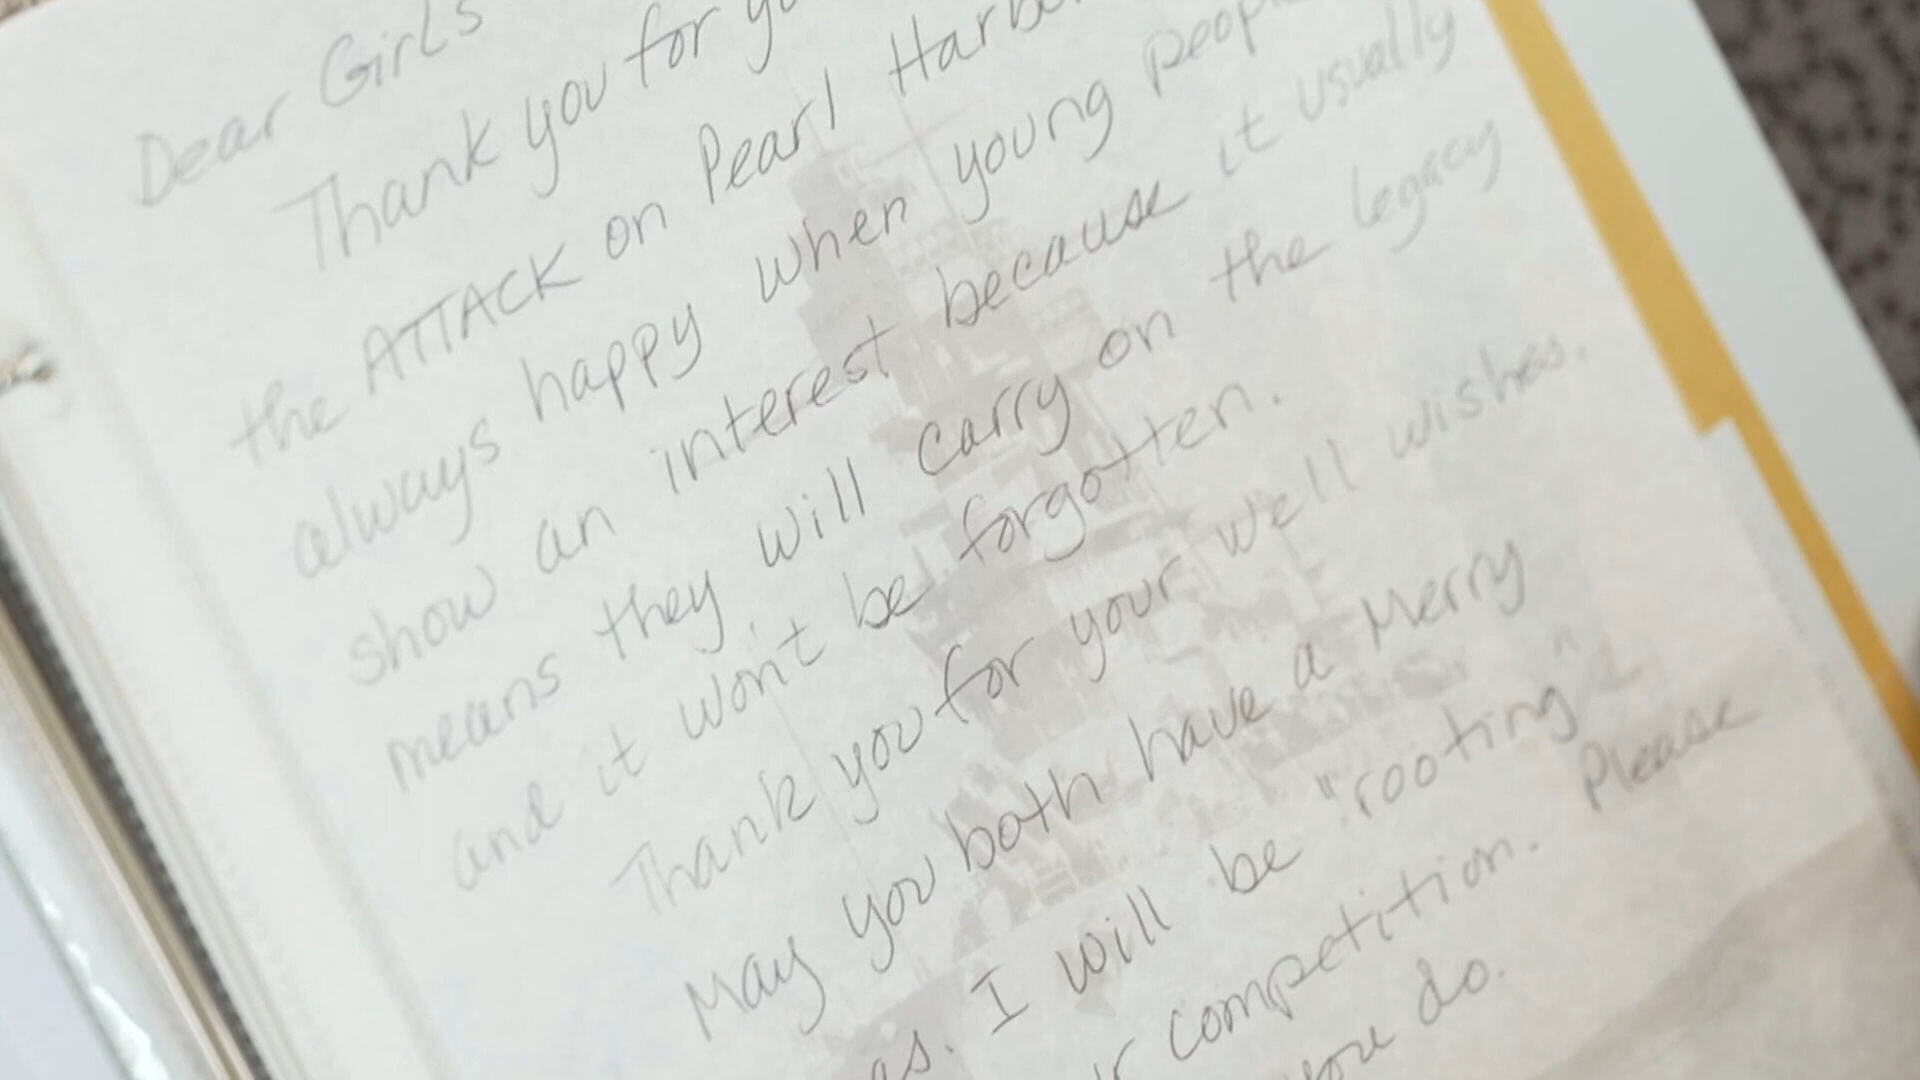 Dear Girls
Thank you for
the ATTACK on Pearl
always happy when young
show an interest because it usually
means they will carry on the legacy
and it won't be forgotten.
Thank you for your well wishes.
May you both have a Merry
I will be "rooting"
competition. Please
you do.